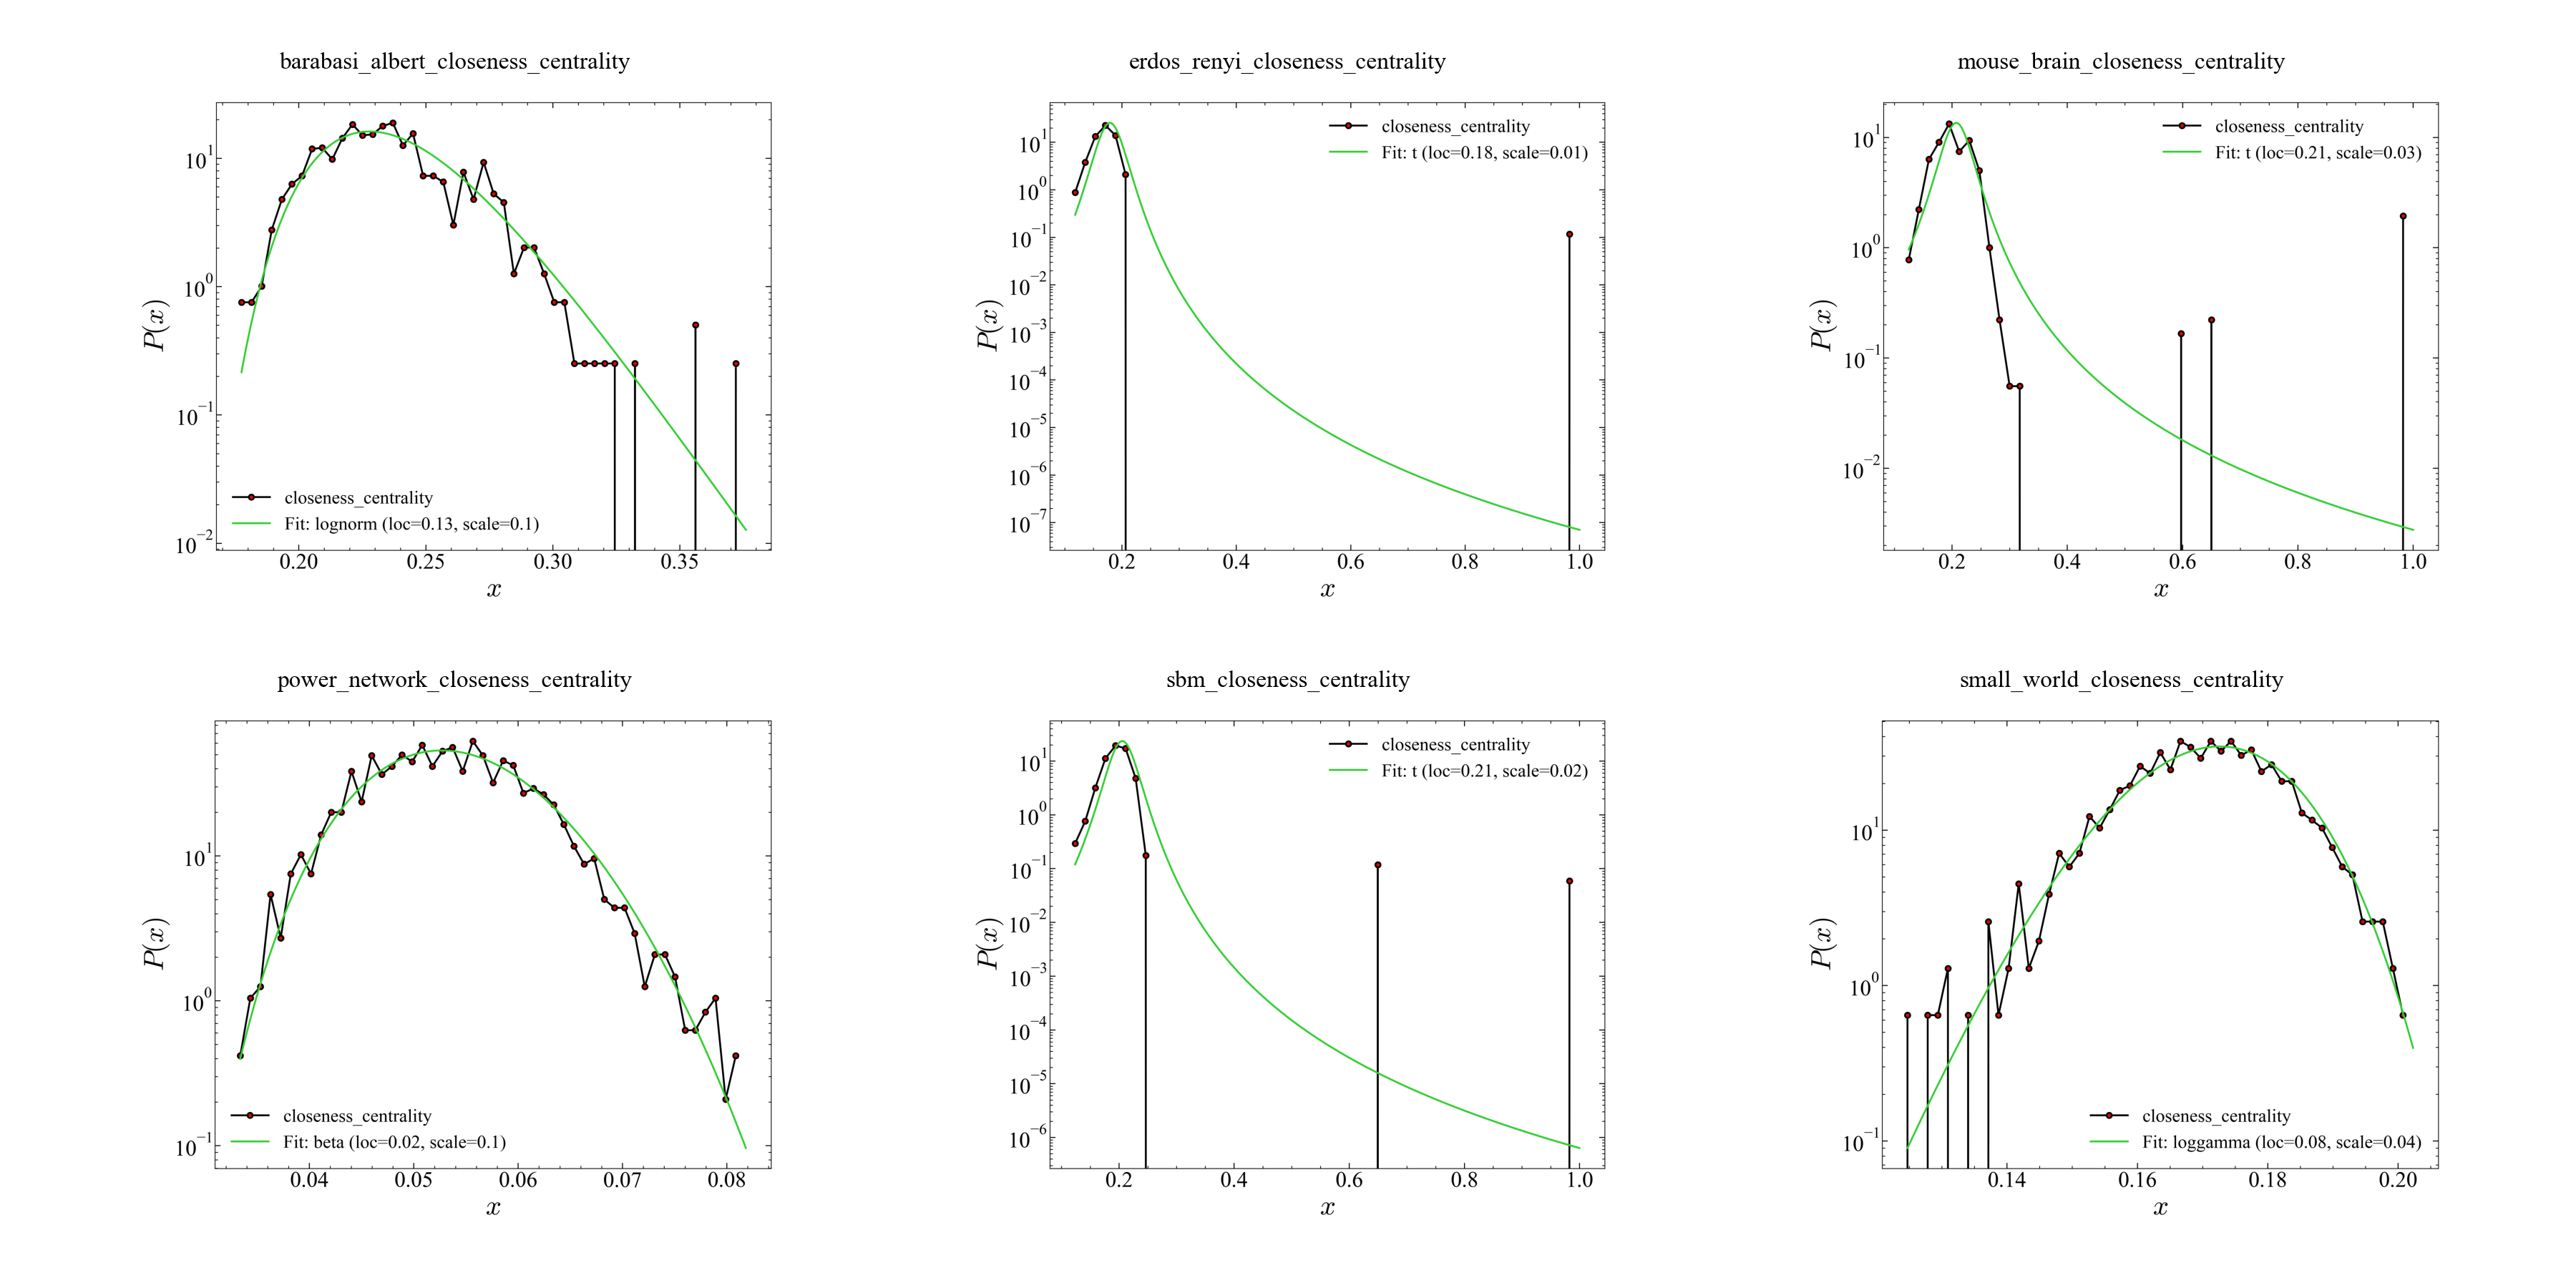 barabasi_albert_closeness_centrality
P(x)
10^1
10^0
10^−1
10^−2
closeness_centrality
Fit: lognorm (loc=0.13, scale=0.1)
0.20 0.25 0.30 0.35
x
erdos_renyi_closeness_centrality
P(x)
10^1
10^0
10^−1
10^−2
10^−3
10^−4
10^−5
10^−6
10^−7
closeness_centrality
Fit: t (loc=0.18, scale=0.01)
0.2 0.4 0.6 0.8 1.0
x
mouse_brain_closeness_centrality
P(x)
10^1
10^0
10^−1
10^−2
closeness_centrality
Fit: t (loc=0.21, scale=0.03)
0.2 0.4 0.6 0.8 1.0
x
power_network_closeness_centrality
P(x)
10^1
10^0
10^−1
closeness_centrality
Fit: beta (loc=0.02, scale=0.1)
0.04 0.05 0.06 0.07 0.08
x
sbm_closeness_centrality
P(x)
10^1
10^0
10^−1
10^−2
10^−3
10^−4
10^−5
10^−6
closeness_centrality
Fit: t (loc=0.21, scale=0.02)
0.2 0.4 0.6 0.8 1.0
x
small_world_closeness_centrality
P(x)
10^1
10^0
10^−1
closeness_centrality
Fit: loggamma (loc=0.08, scale=0.04)
0.14 0.16 0.18 0.20
x